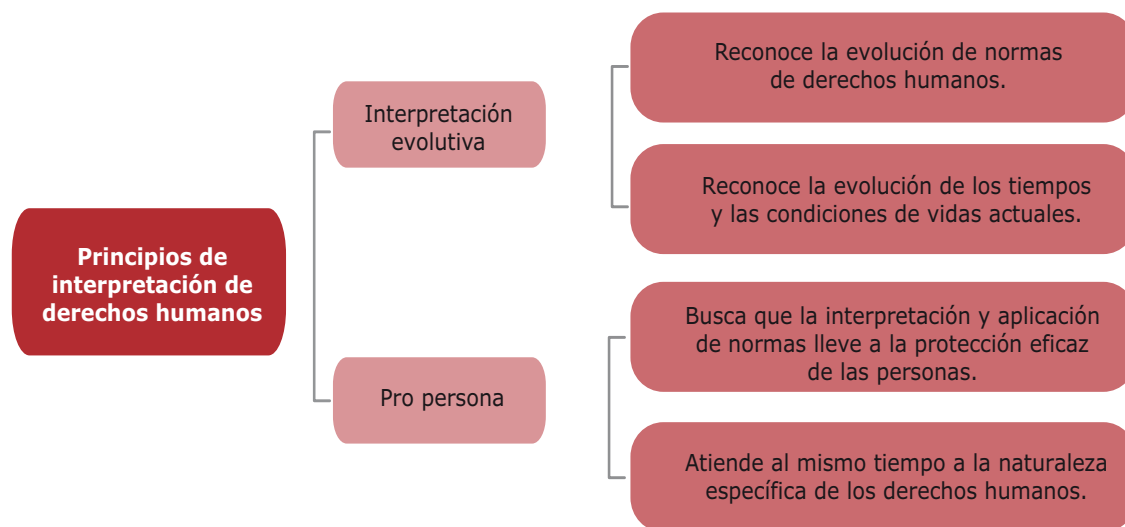 Principios de
interpretación de
derechos humanos
Interpretación
evolutiva
Reconoce la evolución de normas
de derechos humanos.
Reconoce la evolución de los tiempos
y las condiciones de vidas actuales.
Pro persona
Busca que la interpretación y aplicación
de normas lleve a la protección eficaz
de las personas.
Atiende al mismo tiempo a la naturaleza
específica de los derechos humanos.